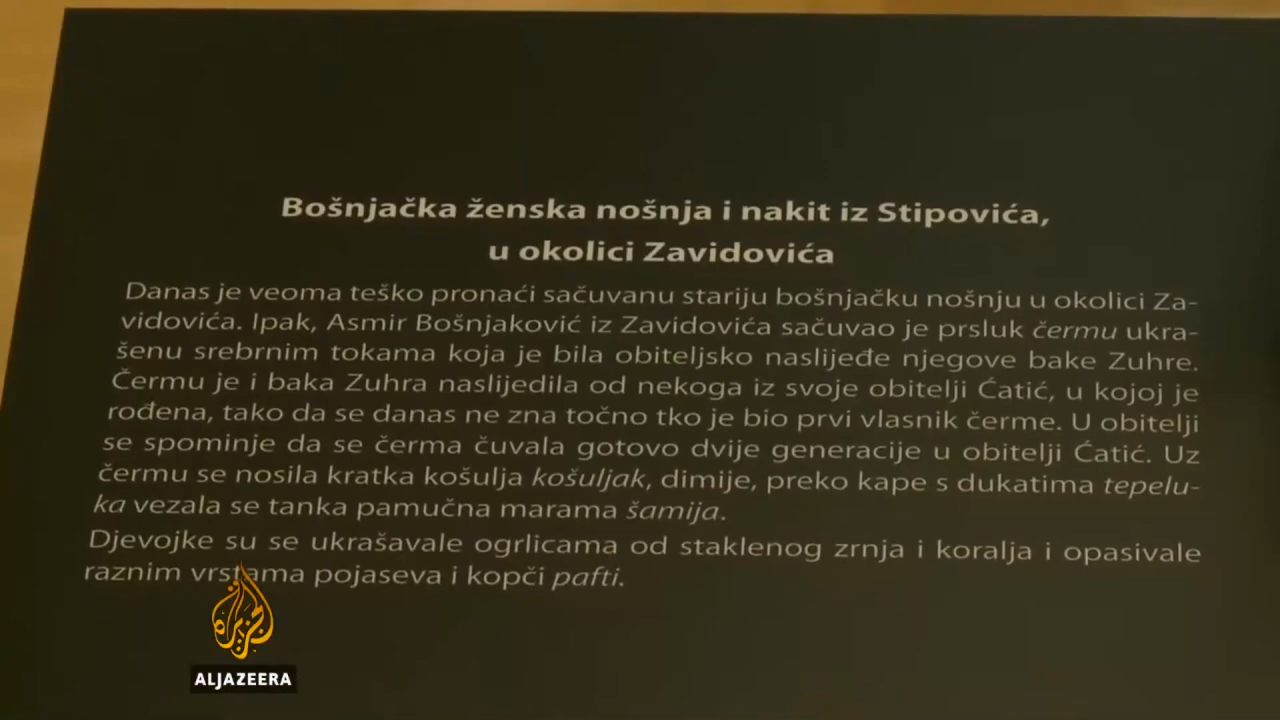 Bošnjačka ženska nošnja i nakit iz Stipovića,
u okolici Zavidovića
Danas je veoma teško pronaći sačuvanu stariju bošnjačku nošnju u okolici Za-
vidovića. Ipak, Asmir Bošnjaković iz Zavidovića sačuvao je prsluk čermu ukra-
šenu srebrnim tokama koja je bila obiteljsko naslijeđe njegove bake Zuhre.
Čermu je i baka Zuhra naslijedila od nekoga iz svoje obitelji Ćatić, u kojoj je
rođena, tako da se danas ne zna točno tko je bio prvi vlasnik čerme. U obitelji
se spominje da se čerma čuvala gotovo dvije generacije u obitelji Ćatić. Uz
čermu se nosila kratka košulja košuljak, dimije, preko kape s dukatima tepelu-
ka vezala se tanka pamučna marama šamija.
Djevojke su se ukrašavale ogrlicama od staklenog zrnja i koralja i opasivale
raznim vrstama pojaseva i kopči pafti.
الجزيرة
ALJAZEERA